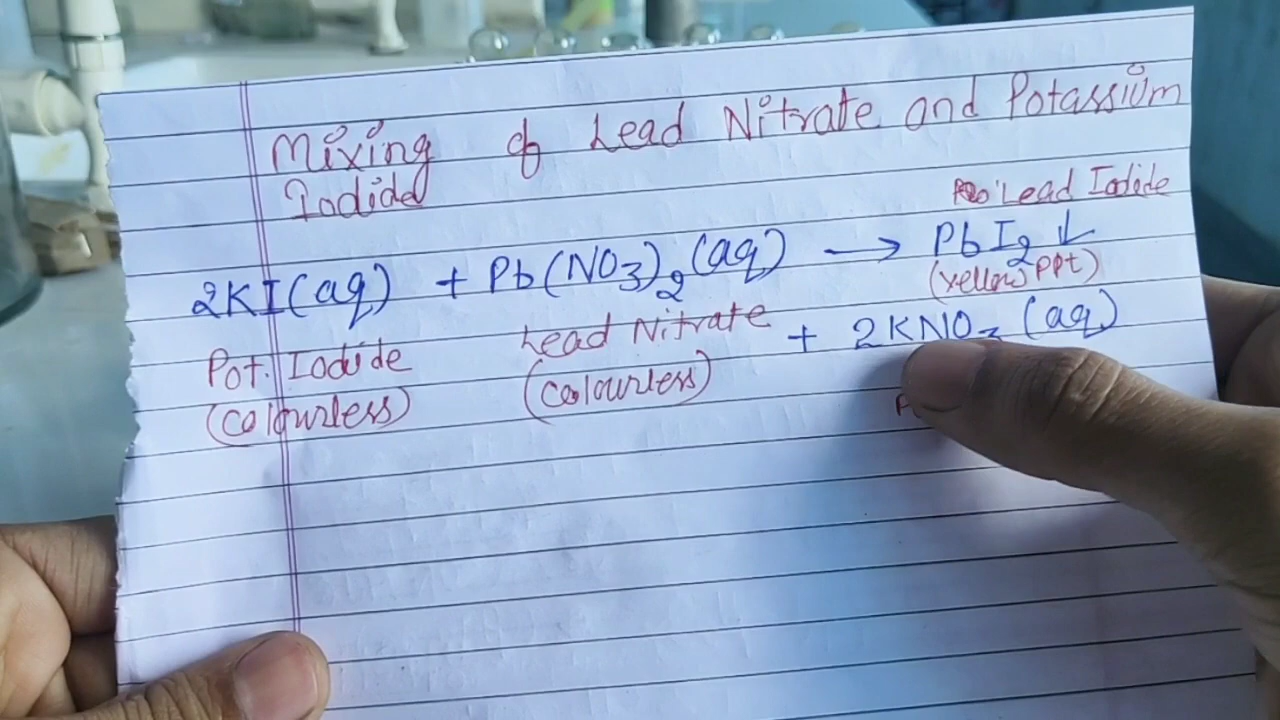 Mixing of Lead Nitrate and Potassium
Iodide
Lead Iodide
2KI(aq) + Pb(NO3)2(aq) → PbI2↓
(Yellow PPt)
Pot. Iodide Lead Nitrate + 2KNO3 (aq)
(Colourless) (Colourless)